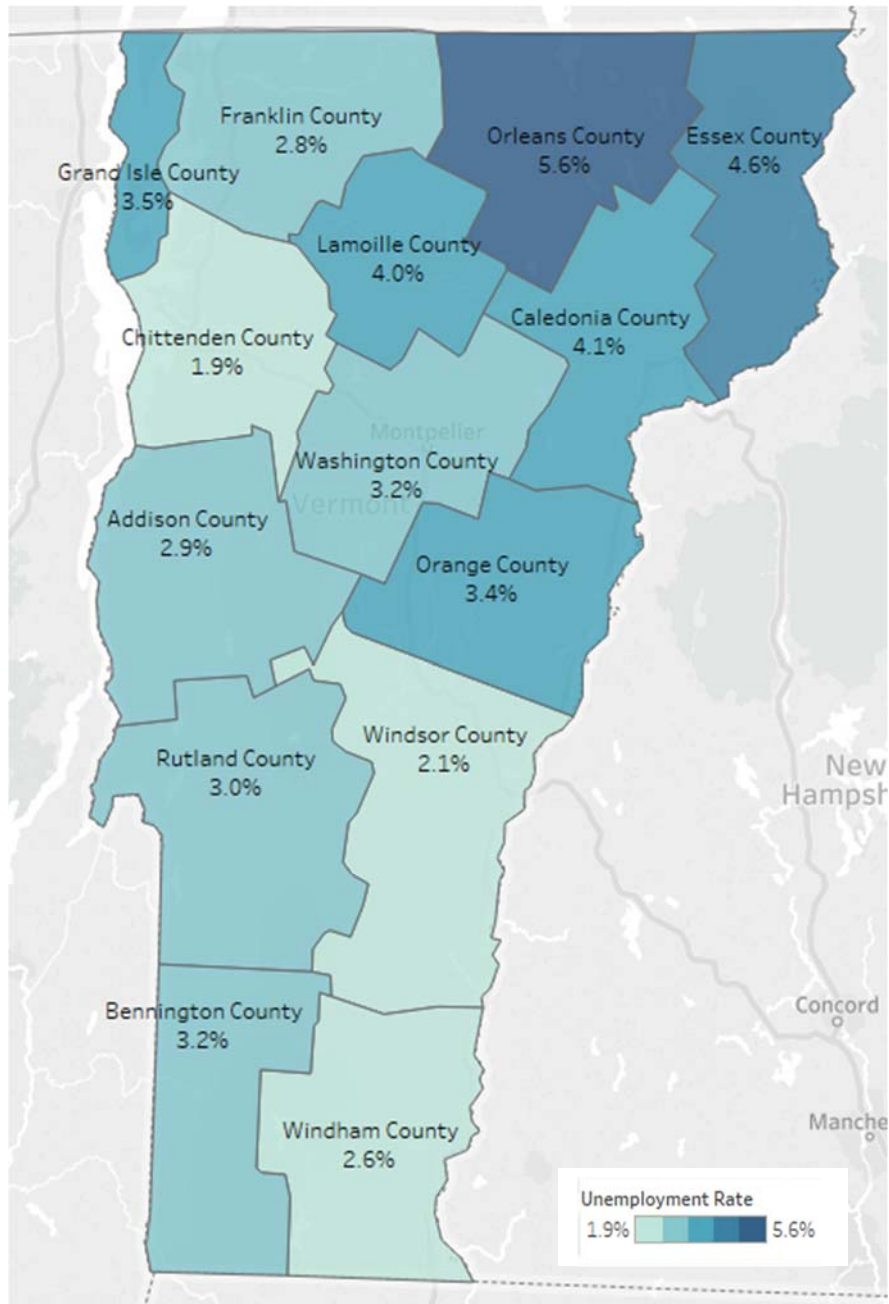 Franklin County
2.8%
Orleans County
5.6%
Essex County
4.6%
Grand Isle County
3.5%
Lamoille County
4.0%
Caledonia County
4.1%
Chittenden County
1.9%
Montpelier
Washington County
3.2%
Vermont
Addison County
2.9%
Orange County
3.4%
Windsor County
2.1%
Rutland County
3.0%
New
Hampsh
Bennington County
3.2%
Concord
Windham County
2.6%
Manche
Unemployment Rate
1.9% 5.6%